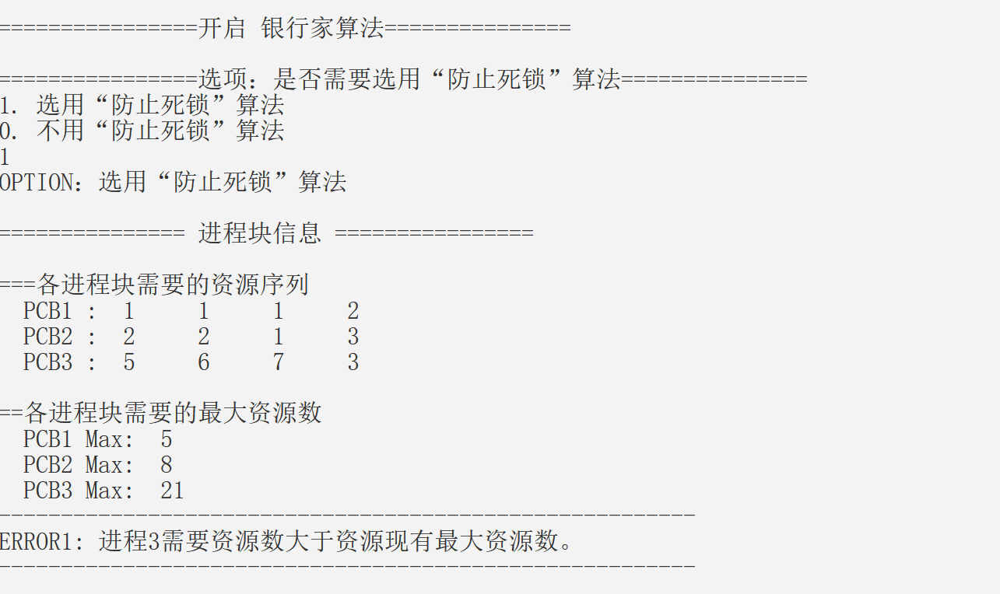 ================开启 银行家算法===============
================选项：是否需要选用“防止死锁”算法===============
1. 选用“防止死锁”算法
0. 不用“防止死锁”算法
1
OPTION：选用“防止死锁”算法
=============== 进程块信息 ================
===各进程块需要的资源序列
PCB1 : 1 1 1 2
PCB2 : 2 2 1 3
PCB3 : 5 6 7 3
==各进程块需要的最大资源数
PCB1 Max: 5
PCB2 Max: 8
PCB3 Max: 21
--------------------------------------------------------
ERROR1: 进程3需要资源数大于资源现有最大资源数。
--------------------------------------------------------